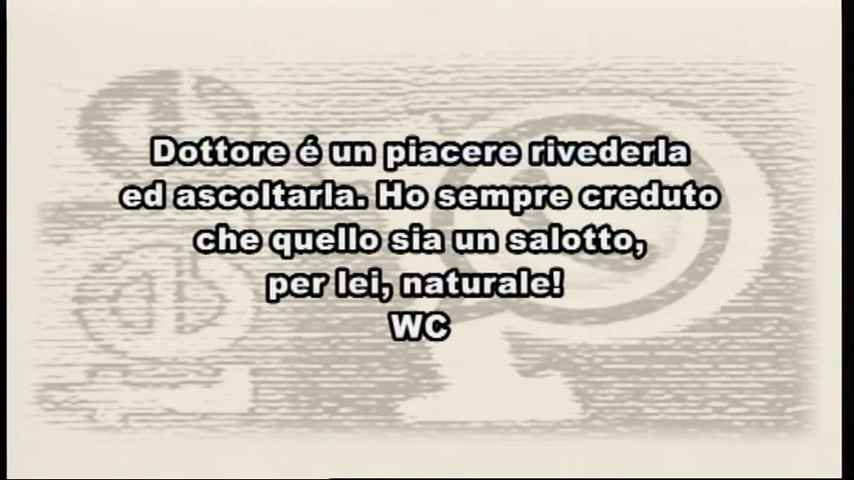 Dottore é un piacere rivederla
ed ascoltarla. Ho sempre creduto
che quello sia un salotto,
per lei, naturale!
WC